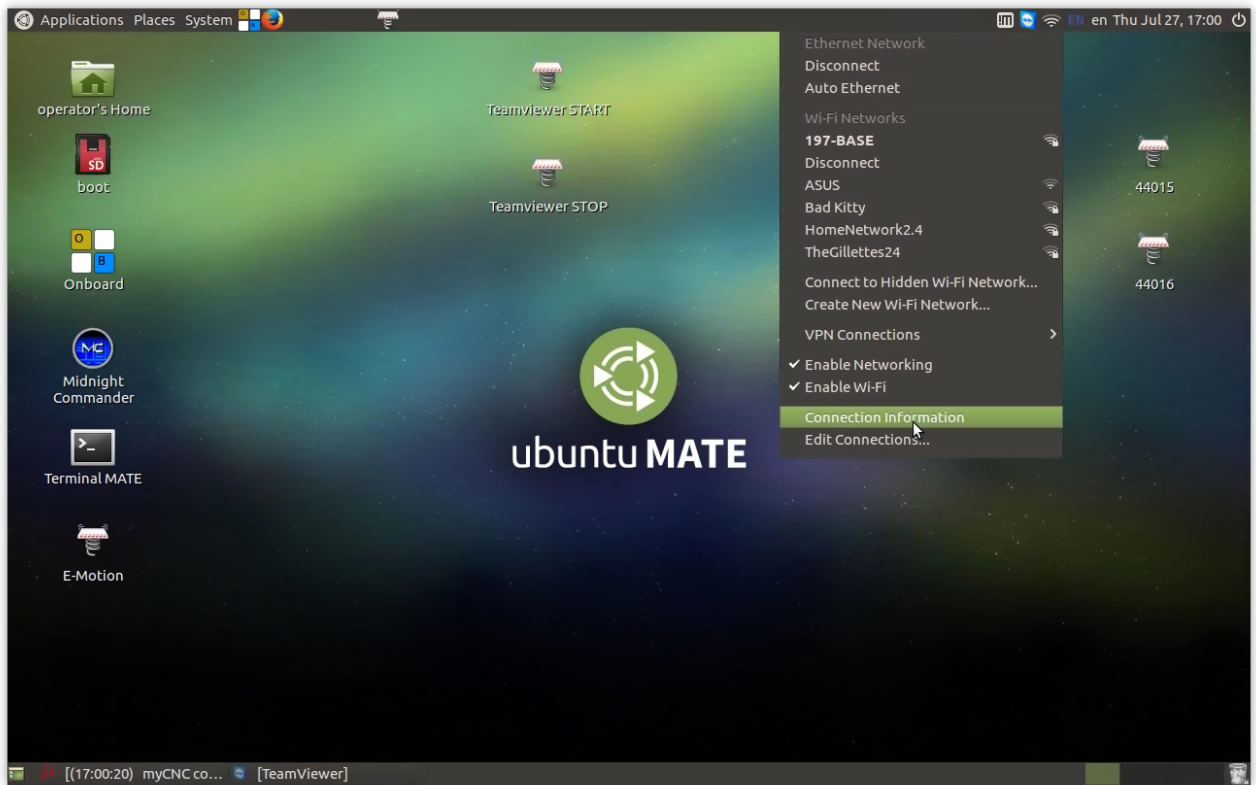 Applications Places System
EN en Thu Jul 27, 17:00
operator's Home
SD
boot
O
B
Onboard
MC
Midnight
Commander
>_
Terminal MATE
E-Motion
Teamviewer START
Teamviewer STOP
ubuntu MATE
Ethernet Network
Disconnect
Auto Ethernet
Wi-Fi Networks
197-BASE
Disconnect
ASUS
Bad Kitty
HomeNetwork2.4
TheGillettes24
Connect to Hidden Wi-Fi Network...
Create New Wi-Fi Network...
VPN Connections
Enable Networking
Enable Wi-Fi
Connection Information
Edit Connections...
44015
44016
[(17:00:20) myCNC co... [TeamViewer]